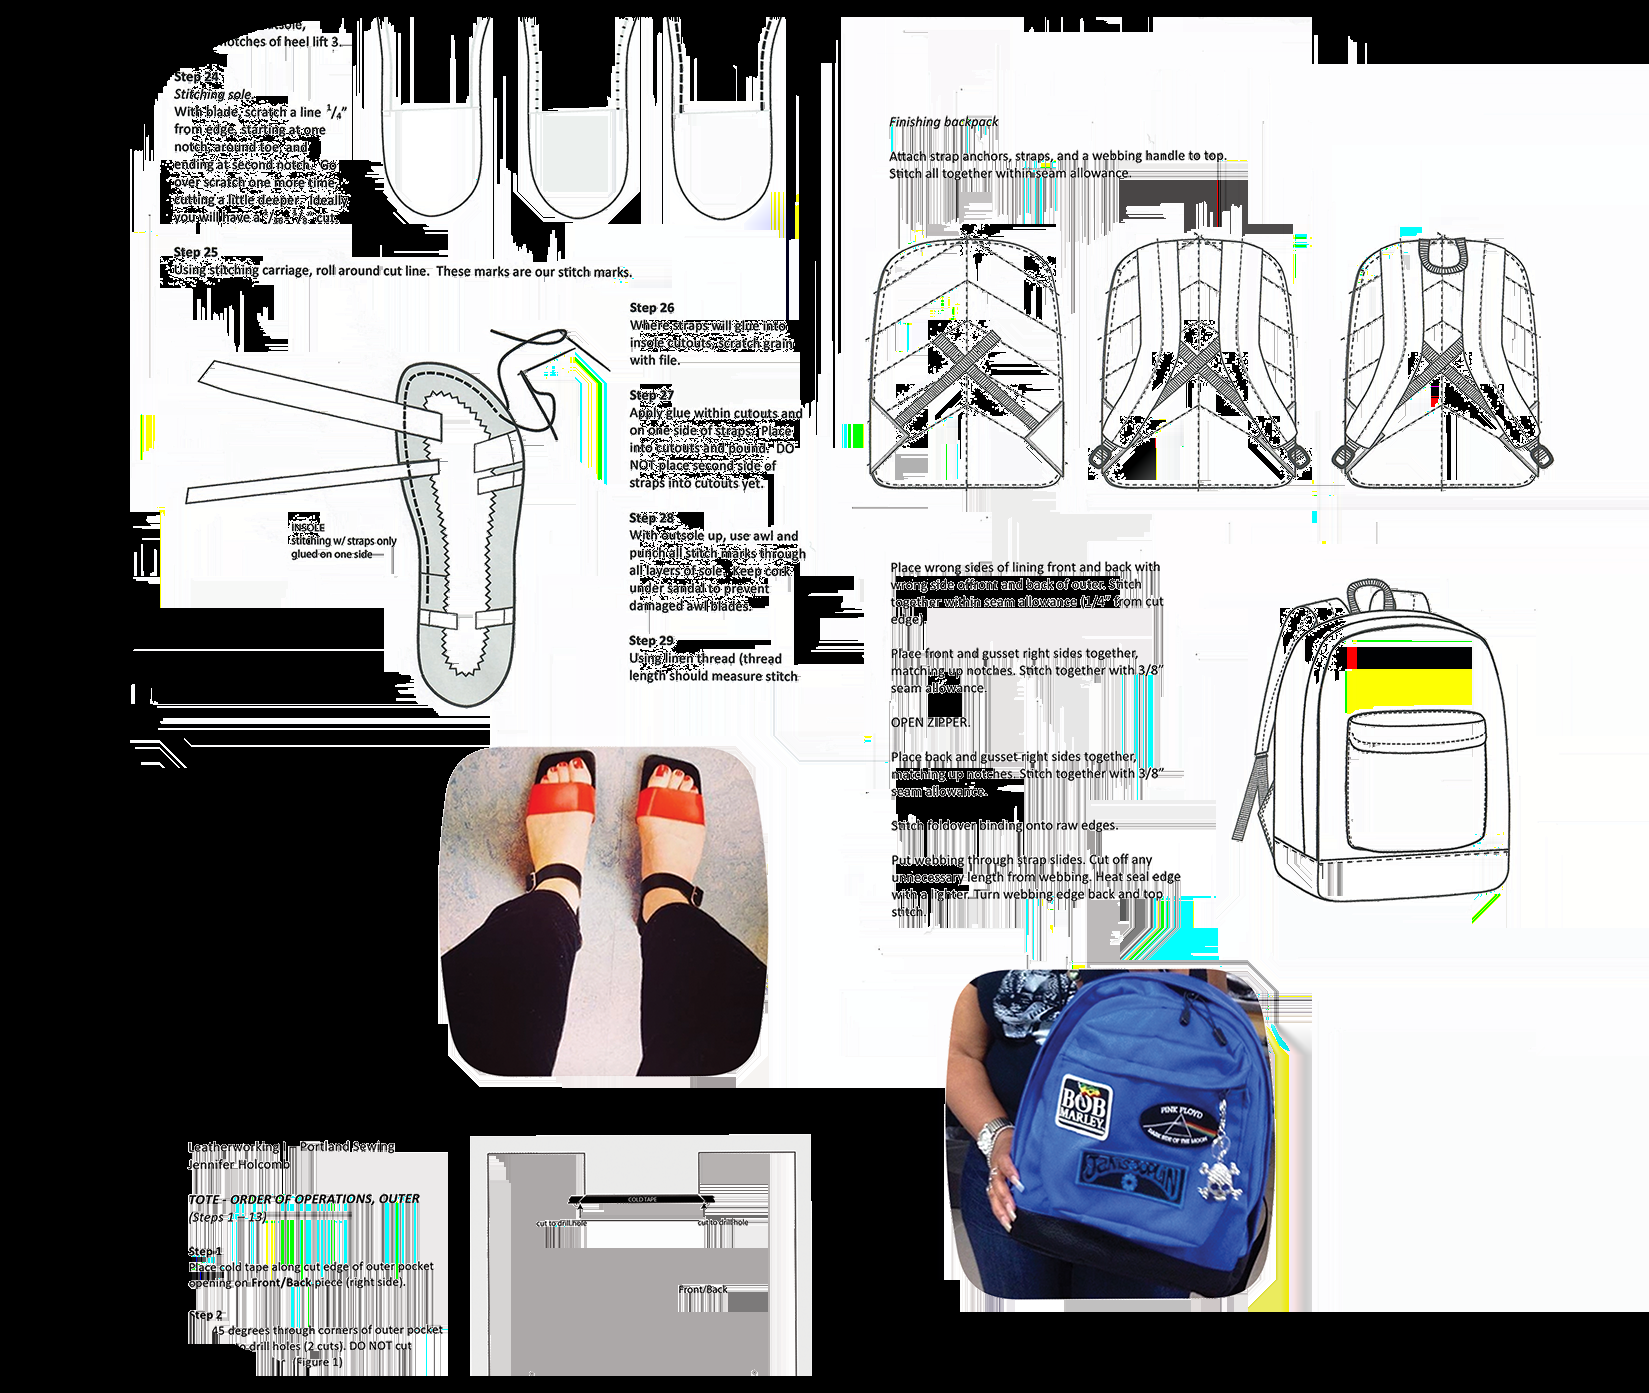 notches of heel lift 3.
Step 24
Stitching sole
With blade, scratch a line 1/4"
from edge, starting at one
notch, around toe, and
ending at second notch. Go
over scratch one more time,
cutting a little deeper. Ideally
you will have a cut.
Step 25
Using stitching carriage, roll around cut line. These marks are our stitch marks.
Step 26
Where straps will glue into
insole cutouts, scratch grain
with file.
Step 27
Apply glue within cutouts and
on one side of straps. Place
into cutouts and pound. DO
NOT place second side of
straps into cutouts yet.
INSOLE
stitching w/ straps only
glued on one side
Step 28
With outsole up, use awl and
punch all stitch marks through
all layers of sole. Keep cork
under sandal to prevent
damaged awl blades.
Step 29
Using linen thread (thread
length should measure stitch
Finishing backpack
Attach strap anchors, straps, and a webbing handle to top.
Stitch all together within seam allowance.
Place wrong sides of lining front and back with
wrong side of front and back of outer. Stitch
together within seam allowance (1/4" from cut
edge).
Place front and gusset right sides together,
matching up notches. Stitch together with 3/8"
seam allowance.
OPEN ZIPPER.
Place back and gusset right sides together,
matching up notches. Stitch together with 3/8"
seam allowance.
Stitch foldover binding onto raw edges.
Put webbing through strap slides. Cut off any
unnecessary length from webbing. Heat seal edge
with a lighter. Turn webbing edge back and top
stitch.
BOB
MARLEY
PINK FLOYD
DARK SIDE OF THE MOON
JANIS JOPLIN
Leatherworking I – Portland Sewing
Jennifer Holcomb
TOTE - ORDER OF OPERATIONS, OUTER
(Steps 1 – 13)
Step 1
Place cold tape along cut edge of outer pocket
opening on Front/Back piece (right side).
Step 2
45 degrees through corners of outer pocket
to drill holes (2 cuts). DO NOT cut
(Figure 1)
COLD TAPE
cut to drill hole
cut to drill hole
Front/Back